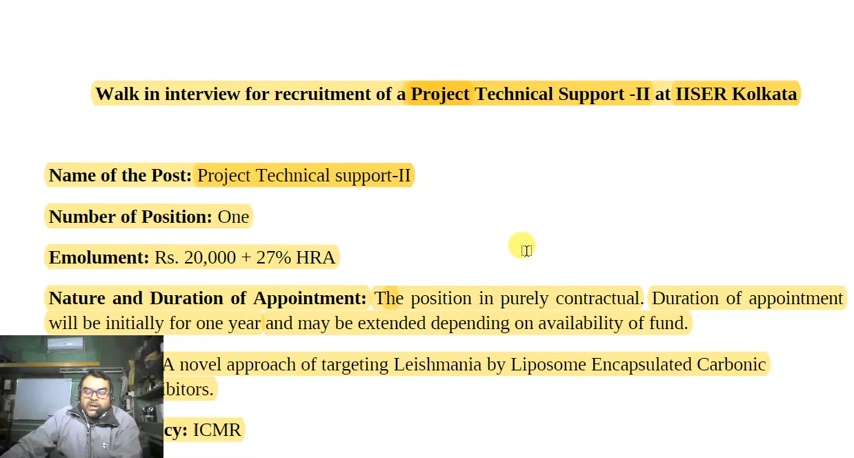 Walk in interview for recruitment of a Project Technical Support -II at IISER Kolkata
Name of the Post: Project Technical support-II
Number of Position: One
Emolument: Rs. 20,000 + 27% HRA
Nature and Duration of Appointment: The position in purely contractual. Duration of appointment
will be initially for one year and may be extended depending on availability of fund.
A novel approach of targeting Leishmania by Liposome Encapsulated Carbonic
ibitors.
cy: ICMR